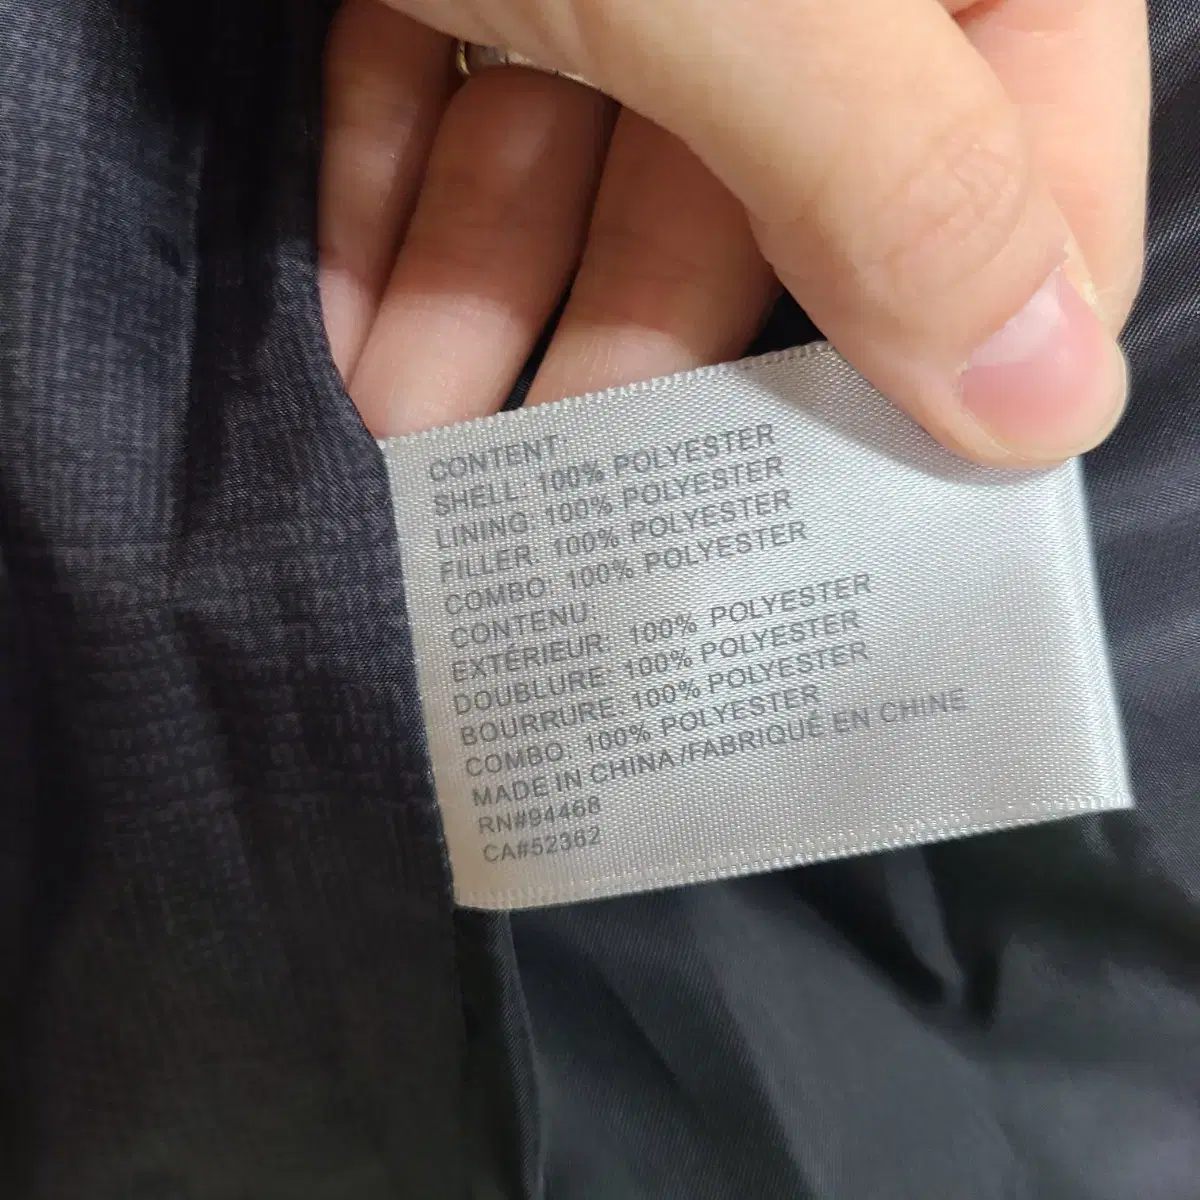 CONTENT:
SHELL: 100% POLYESTER
LINING: 100% POLYESTER
FILLER: 100% POLYESTER
COMBO: 100% POLYESTER
CONTENU:
EXTÉRIEUR: 100% POLYESTER
DOUBLURE: 100% POLYESTER
BOURRURE: 100% POLYESTER
COMBO: 100% POLYESTER
MADE IN CHINA /FABRIQUÉ EN CHINE
RN#94468
CA#52362